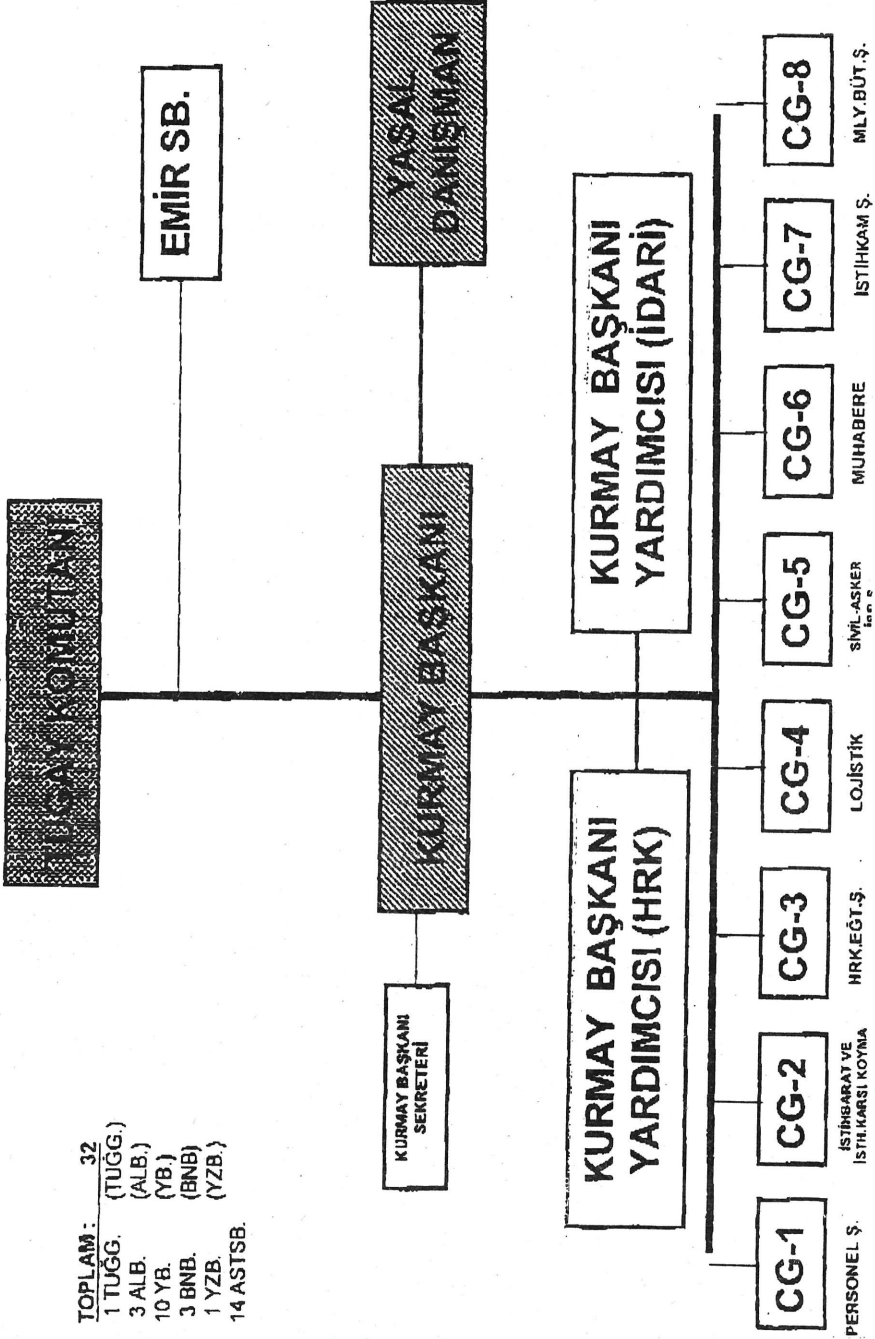 TUGAY KOMUTANI
EMİR SB.
TOPLAM : 32
1 TUĞG. (TUĞG.)
3 ALB. (ALB.)
10 YB. (YB.)
3 BNB. (BNB)
1 YZB. (YZB.)
14 ASTSB.
KURMAY BAŞKANI
SEKRETERİ
KURMAY BAŞKANI
YASAL
DANIŞMAN
KURMAY BAŞKANI
YARDIMCISI (HRK)
KURMAY BAŞKANI
YARDIMCISI (İDARİ)
CG-1
PERSONEL Ş.
CG-2
İSTİHBARAT VE
İSTH.KARSI KOYMA
CG-3
HRK.EĞT.Ş.
CG-4
LOJİSTİK
CG-5
SİVİL-ASKER
CG-6
MUHABERE
CG-7
İSTİHKAM Ş.
CG-8
MLY.BÜT.Ş.